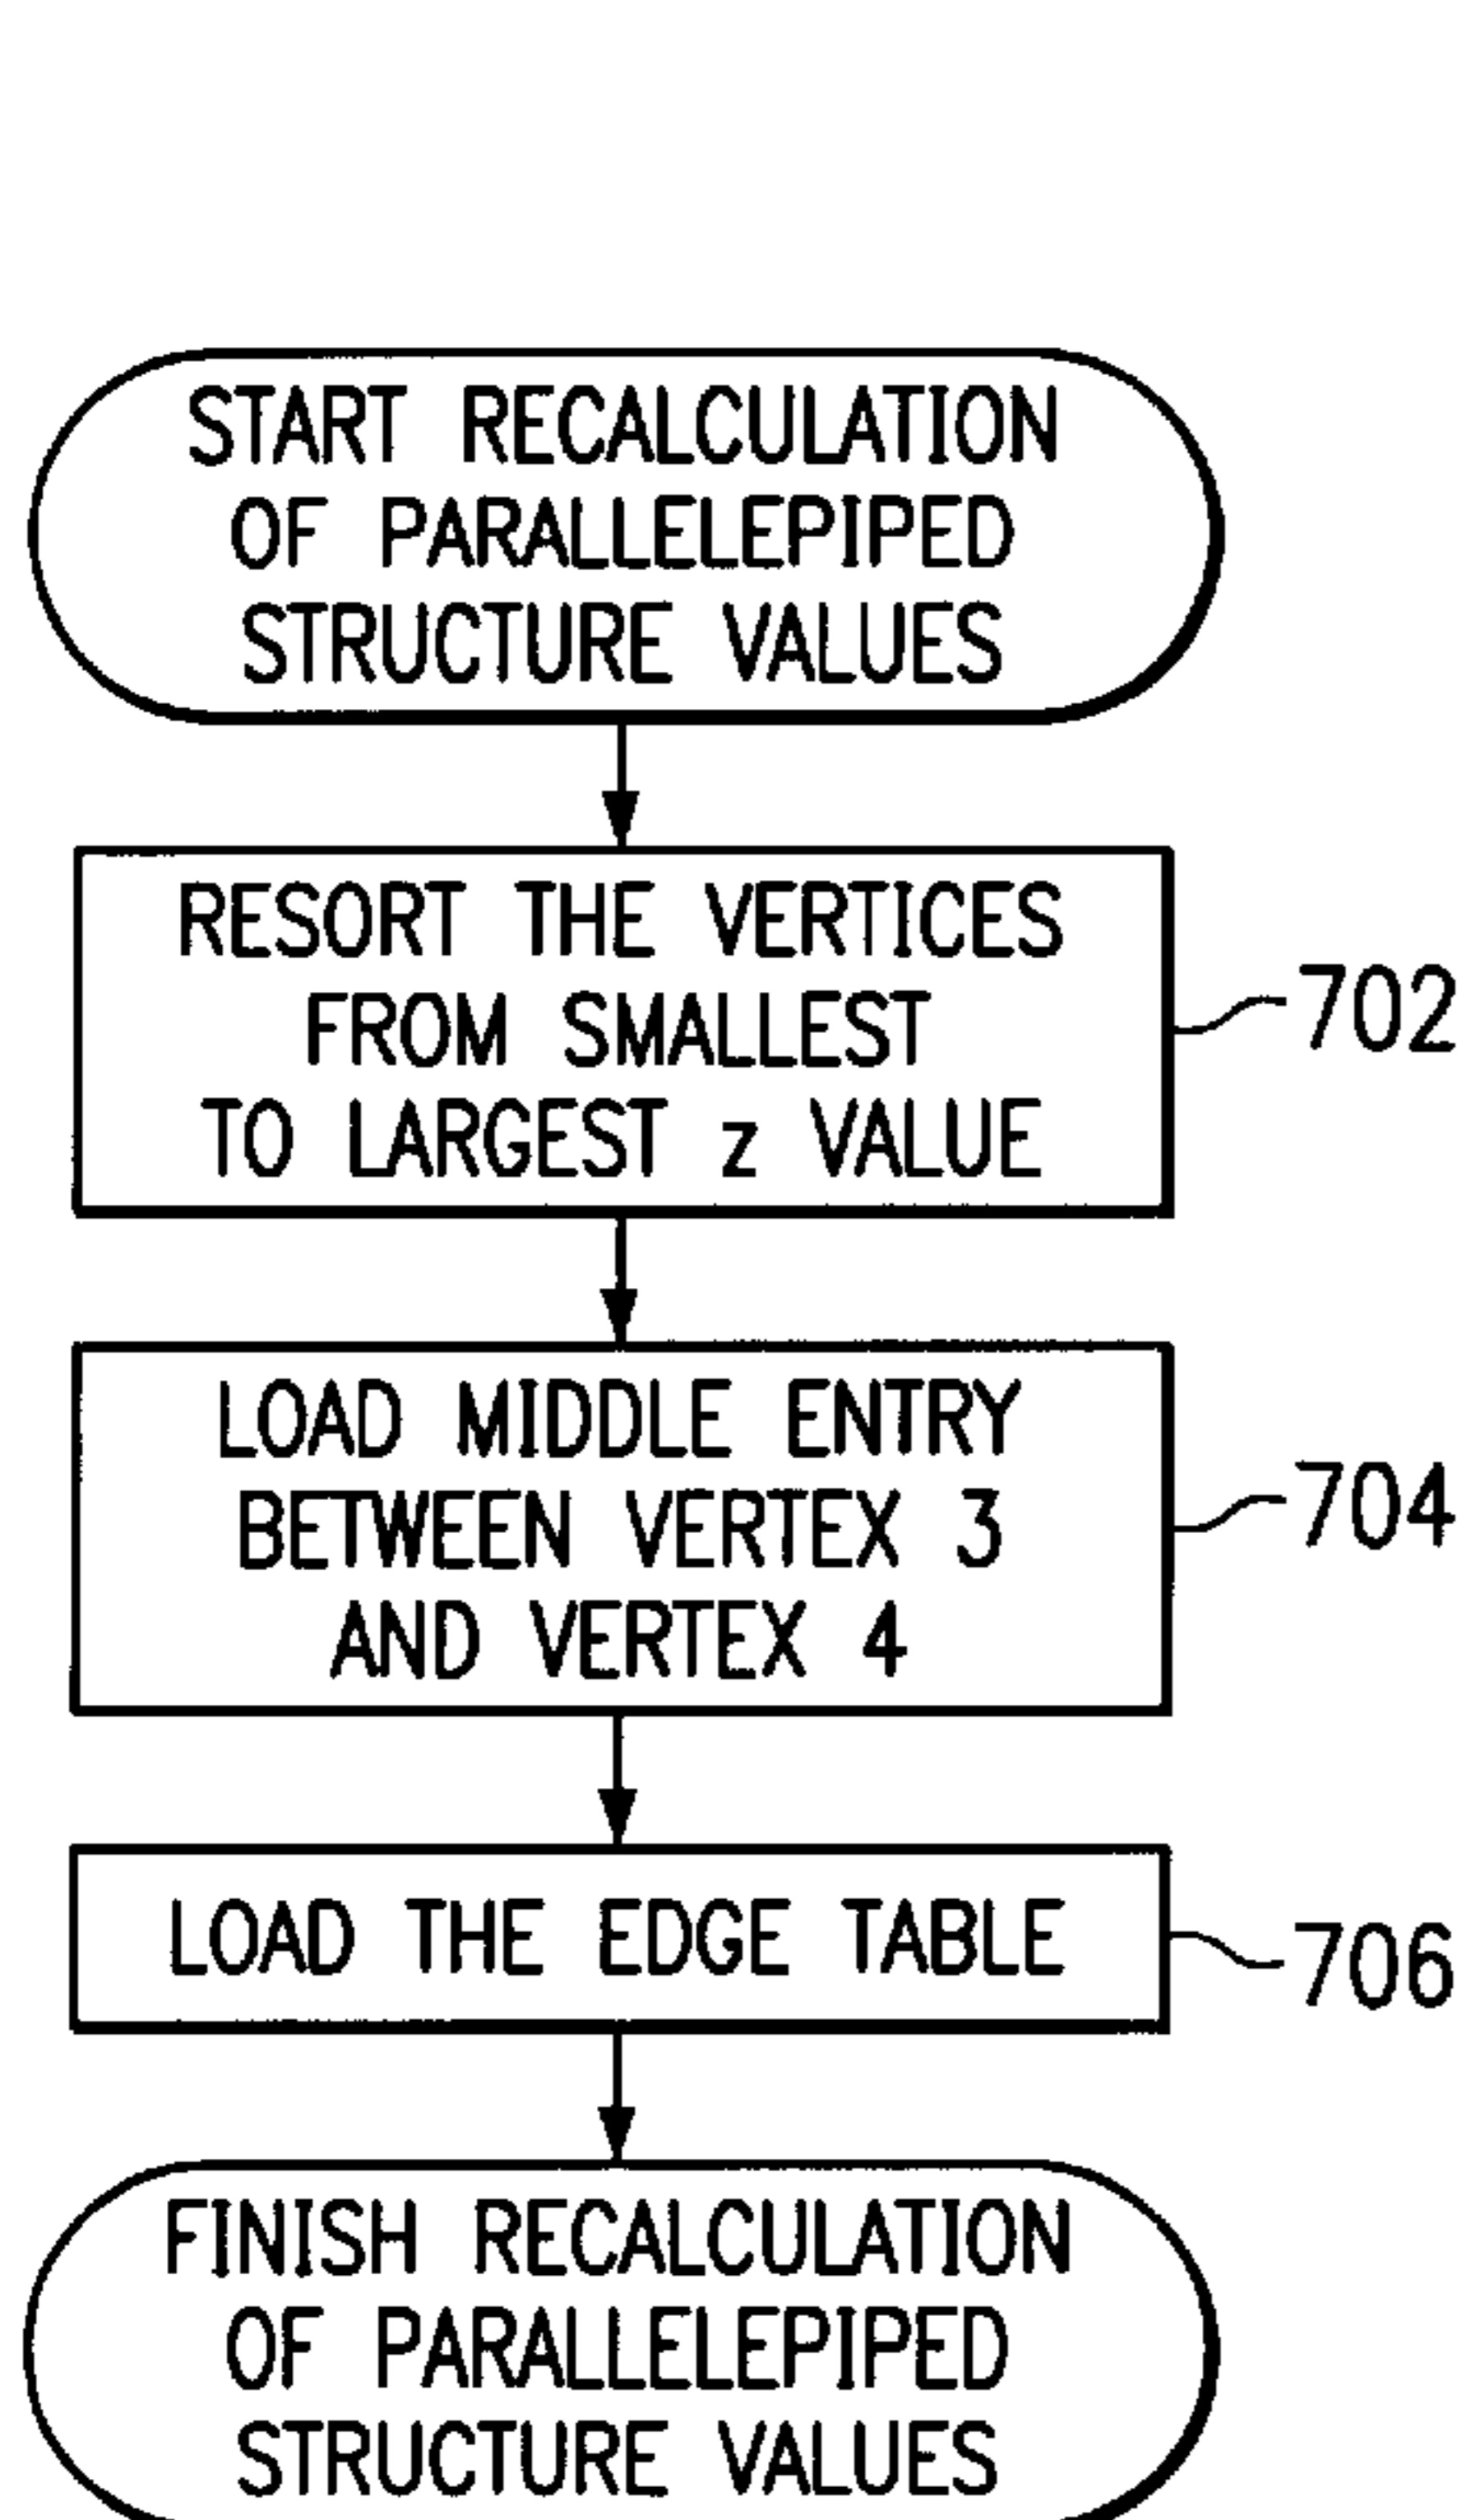 START RECALCULATION
OF PARALLELEPIPED
STRUCTURE VALUES
RESORT THE VERTICES
FROM SMALLEST
TO LARGEST z VALUE
702
LOAD MIDDLE ENTRY
BETWEEN VERTEX 3
AND VERTEX 4
704
LOAD THE EDGE TABLE
706
FINISH RECALCULATION
OF PARALLELEPIPED
STRUCTURE VALUES